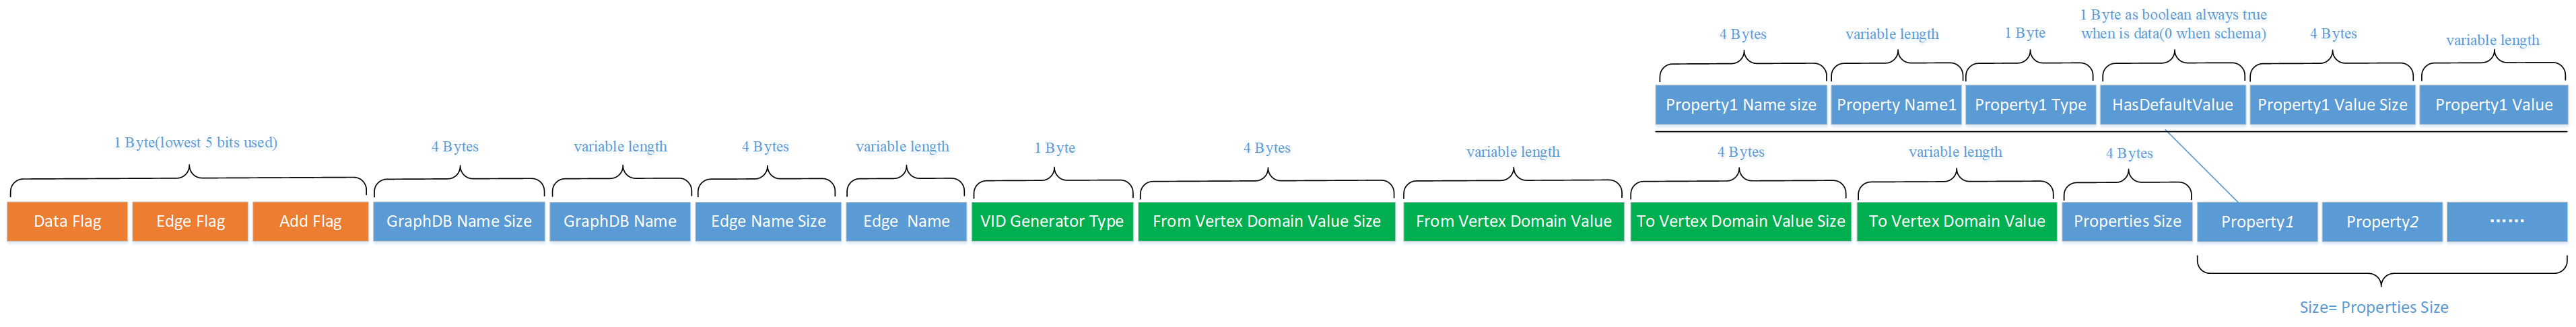 1 Byte as boolean always true
when is data(0 when schema)
4 Bytes
variable length
1 Byte
4 Bytes
variable length
Property1 Name size
Property Name1
Property1 Type
HasDefaultValue
Property1 Value Size
Property1 Value
1 Byte(lowest 5 bits used)
4 Bytes
variable length
4 Bytes
variable length
1 Byte
4 Bytes
variable length
4 Bytes
variable length
4 Bytes
Data Flag
Edge Flag
Add Flag
GraphDB Name Size
GraphDB Name
Edge Name Size
Edge  Name
VID Generator Type
From Vertex Domain Value Size
From Vertex Domain Value
To Vertex Domain Value Size
To Vertex Domain Value
Properties Size
Property1
Property2
······
Size= Properties Size